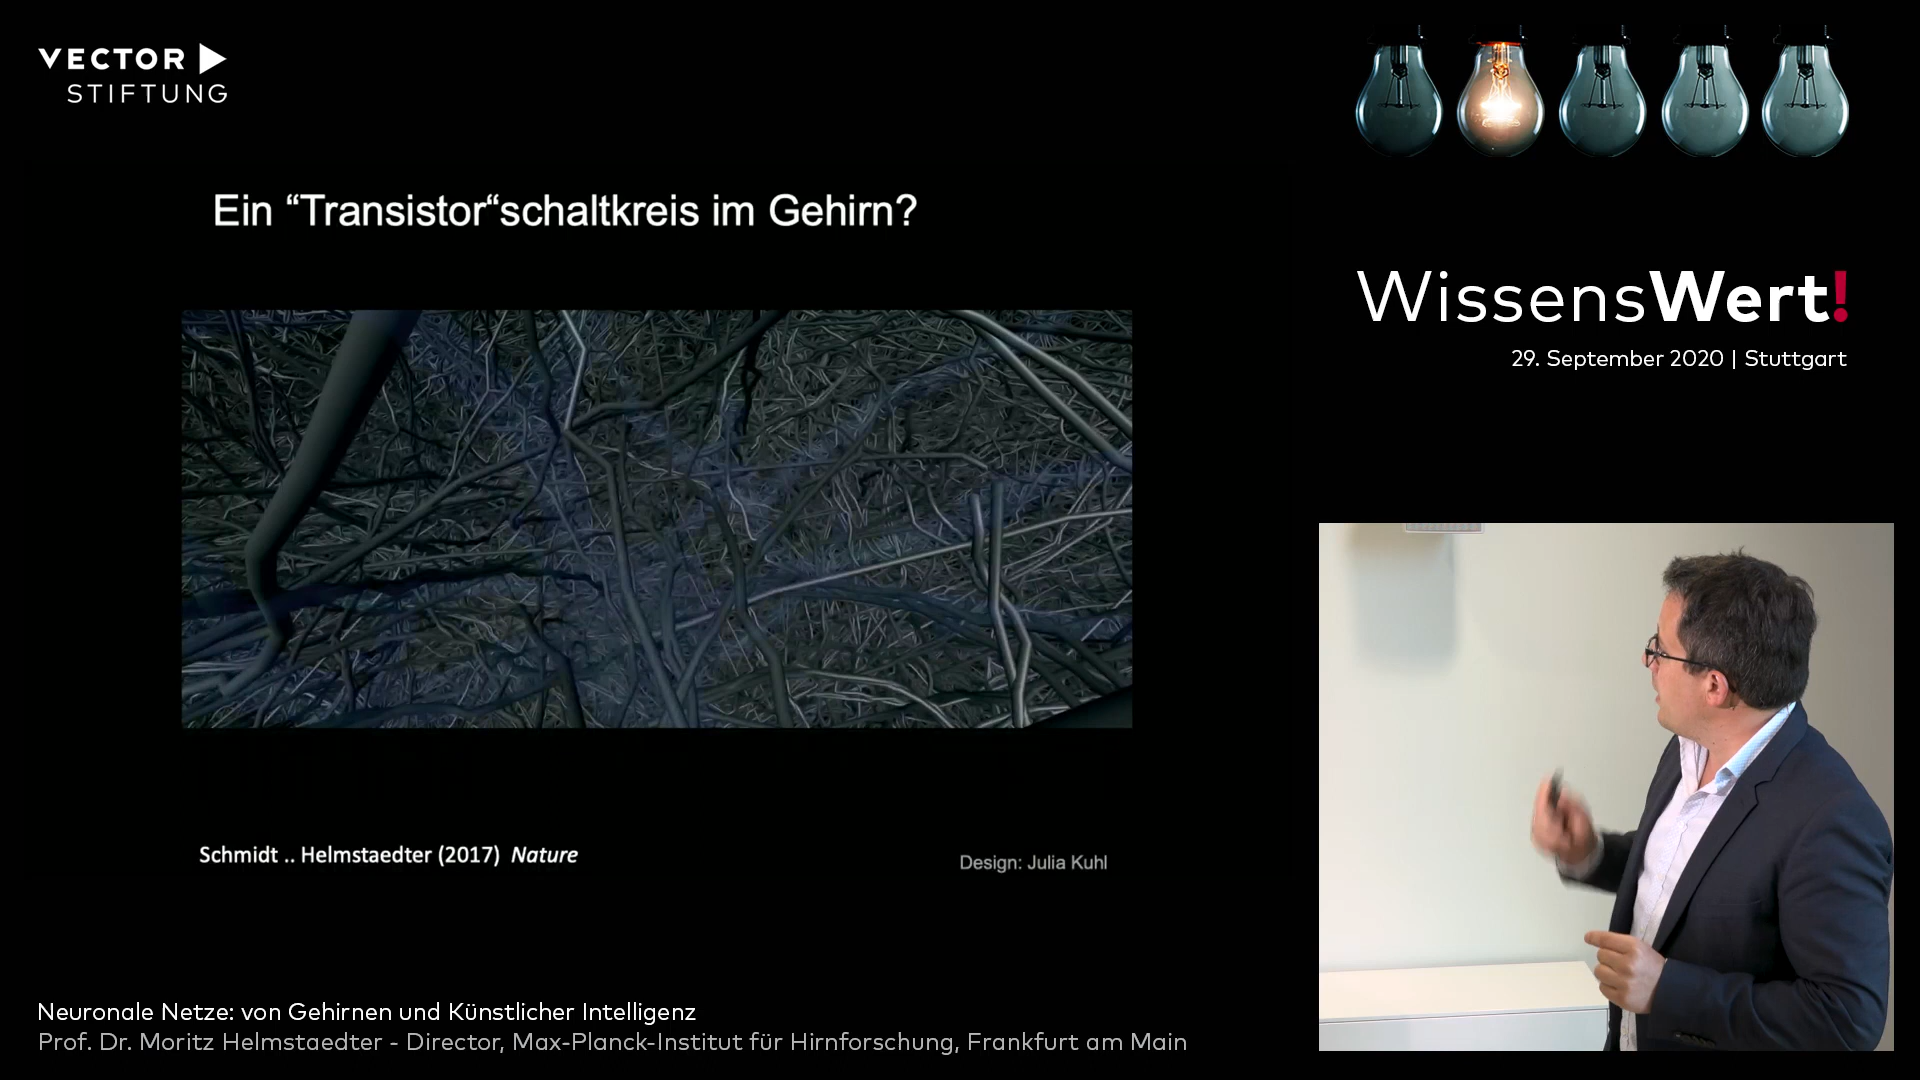 VECTOR
STIFTUNG
Ein “Transistor“schaltkreis im Gehirn?
WissensWert!
29. September 2020 | Stuttgart
Schmidt .. Helmstaedter (2017) Nature
Design: Julia Kuhl
Neuronale Netze: von Gehirnen und Künstlicher Intelligenz
Prof. Dr. Moritz Helmstaedter - Director, Max-Planck-Institut für Hirnforschung, Frankfurt am Main